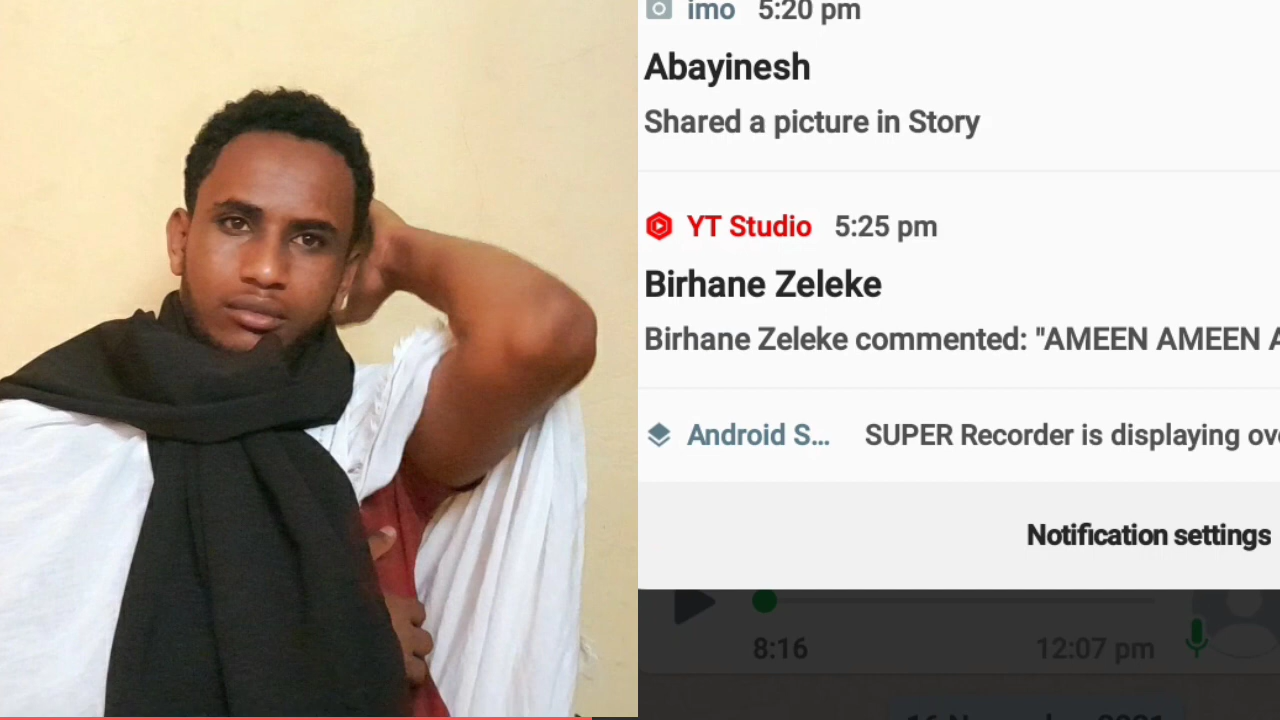 imo 5:20 pm
Abayinesh
Shared a picture in Story
YT Studio 5:25 pm
Birhane Zeleke
Birhane Zeleke commented: "AMEEN AMEEN A
Android S... SUPER Recorder is displaying ov
Notification settings
8:16 12:07 pm